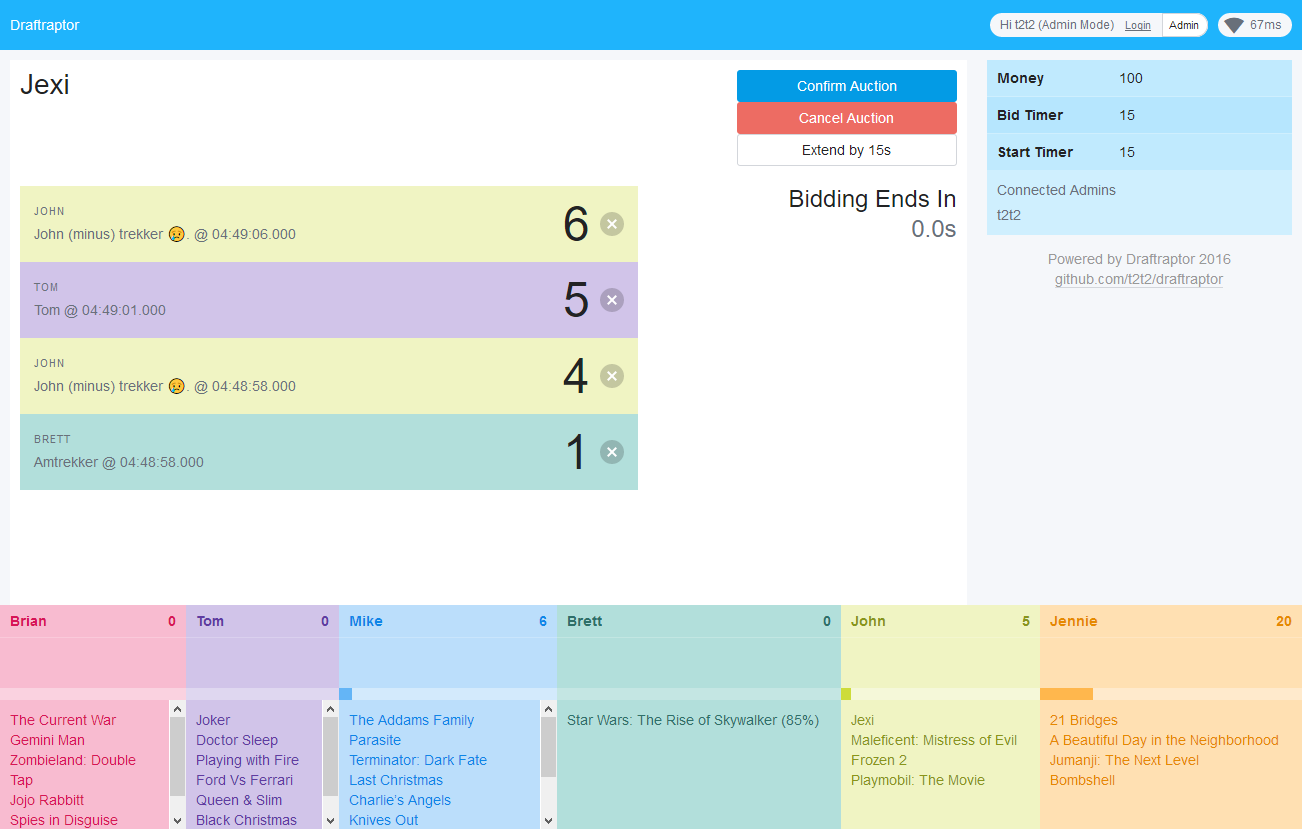 Draftraptor
Hi t2t2 (Admin Mode) Login Admin 67ms
Jexi
Confirm Auction
Cancel Auction
Extend by 15s
Bidding Ends In
0.0s
JOHN
John (minus) trekker 😥. @ 04:49:06.000
6
TOM
Tom @ 04:49:01.000
5
JOHN
John (minus) trekker 😥. @ 04:48:58.000
4
BRETT
Amtrekker @ 04:48:58.000
1
Money 100
Bid Timer 15
Start Timer 15
Connected Admins
t2t2
Powered by Draftraptor 2016
github.com/t2t2/draftraptor
Brian 0
The Current War
Gemini Man
Zombieland: Double
Tap
Jojo Rabbitt
Spies in Disguise
Tom 0
Joker
Doctor Sleep
Playing with Fire
Ford Vs Ferrari
Queen & Slim
Black Christmas
Mike 6
The Addams Family
Parasite
Terminator: Dark Fate
Last Christmas
Charlie's Angels
Knives Out
Brett 0
Star Wars: The Rise of Skywalker (85%)
John 5
Jexi
Maleficent: Mistress of Evil
Frozen 2
Playmobil: The Movie
Jennie 20
21 Bridges
A Beautiful Day in the Neighborhood
Jumanji: The Next Level
Bombshell